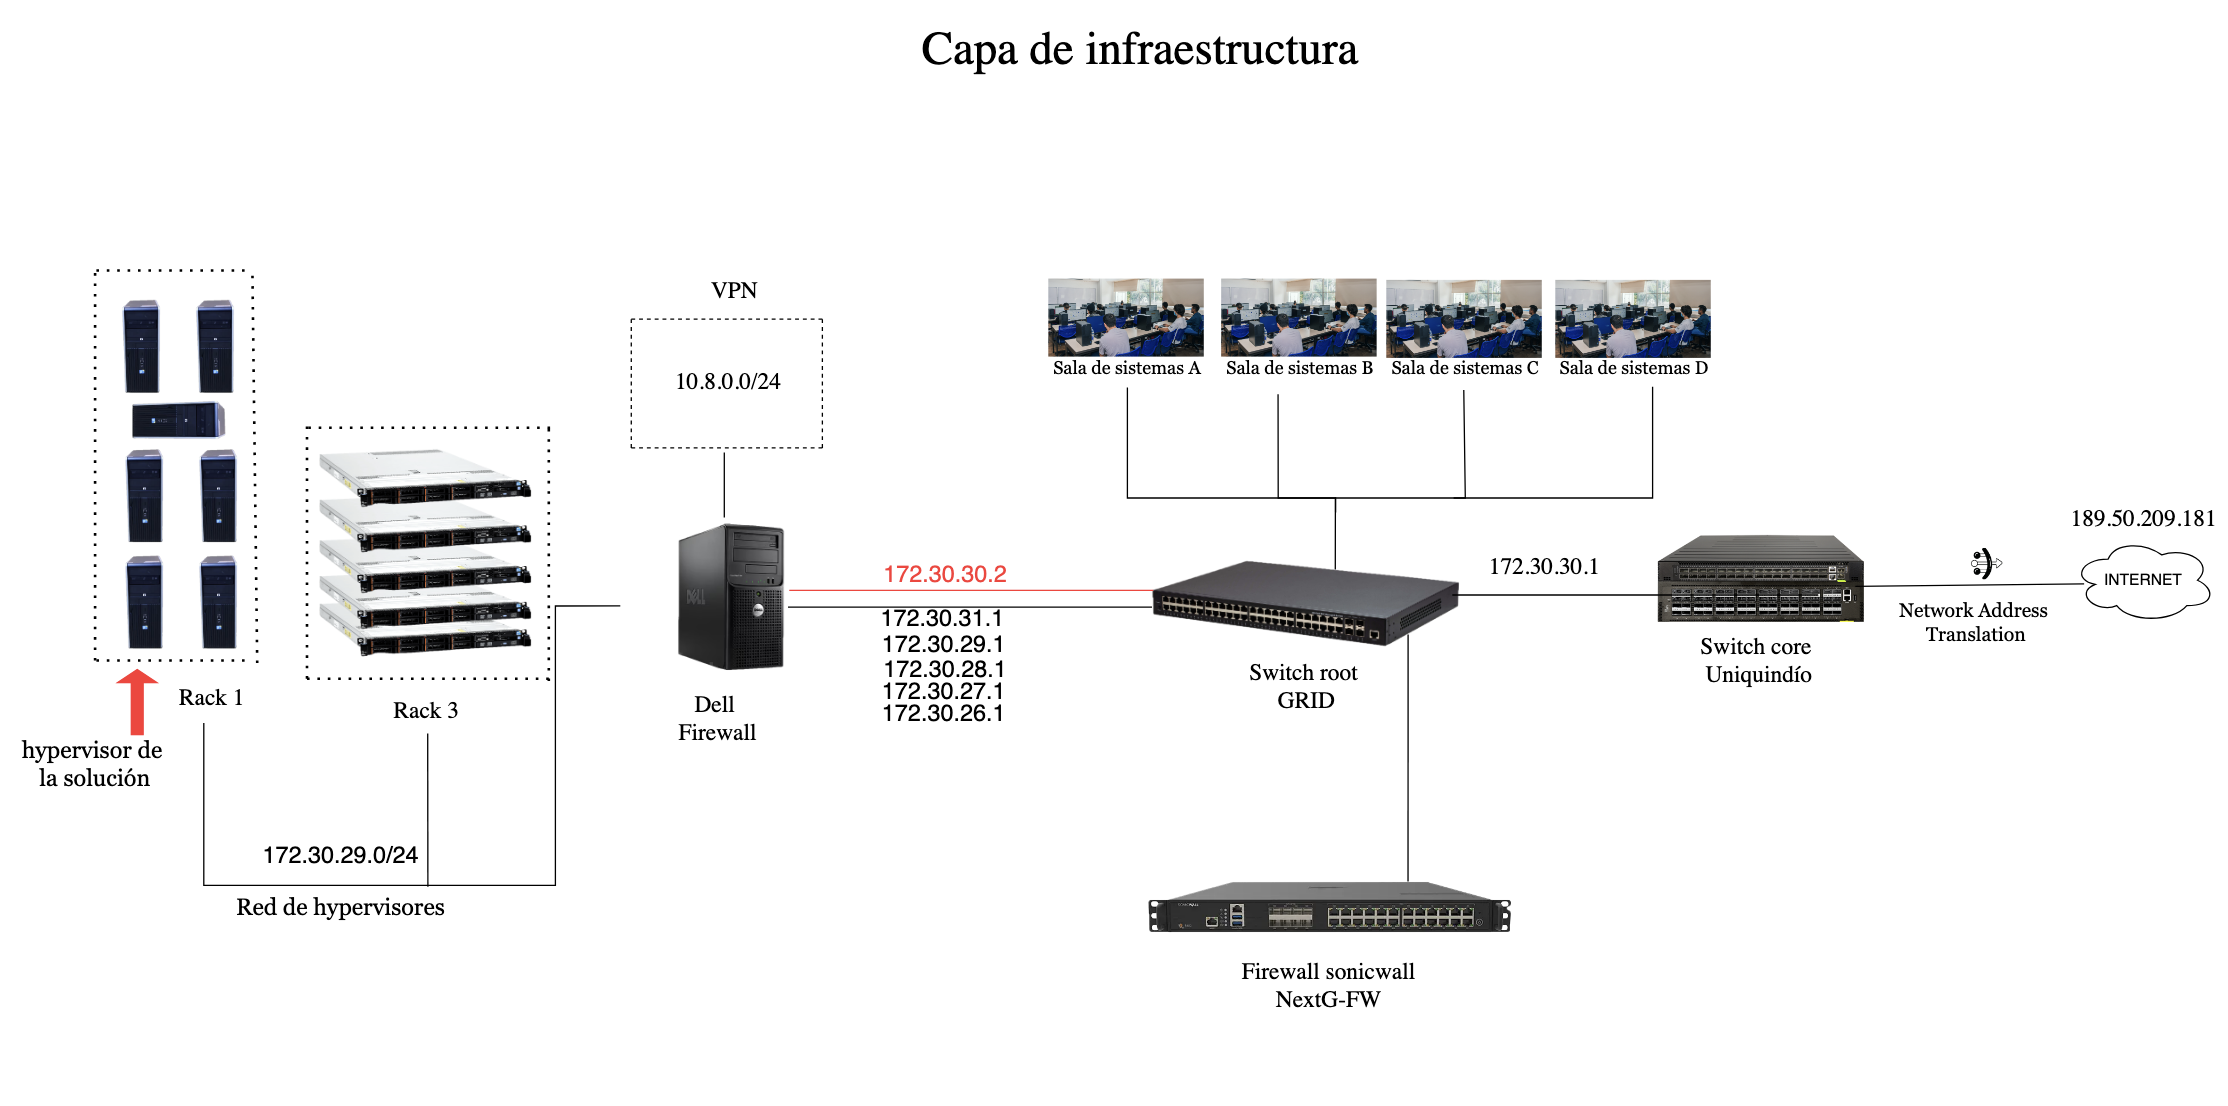 Capa de infraestructura
VPN
10.8.0.0/24
Sala de sistemas A
Sala de sistemas B
Sala de sistemas C
Sala de sistemas D
189.50.209.181
INTERNET
172.30.30.1
172.30.30.2
172.30.31.1
172.30.29.1
172.30.28.1
172.30.27.1
172.30.26.1
DELL
Network Address
Translation
Switch core
Uniquindío
Switch root
GRID
Dell
Firewall
Rack 1
Rack 3
hypervisor de
la solución
172.30.29.0/24
Red de hypervisores
SONICWALL
Firewall sonicwall
NextG-FW